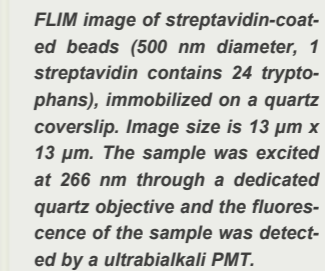 FLIM image of streptavidin-coat-
ed beads (500 nm diameter, 1
streptavidin contains 24 trypto-
phans), immobilized on a quartz
coverslip. Image size is 13 µm x
13 µm. The sample was excited
at 266 nm through a dedicated
quartz objective and the fluores-
cence of the sample was detect-
ed by a ultrabialkali PMT.